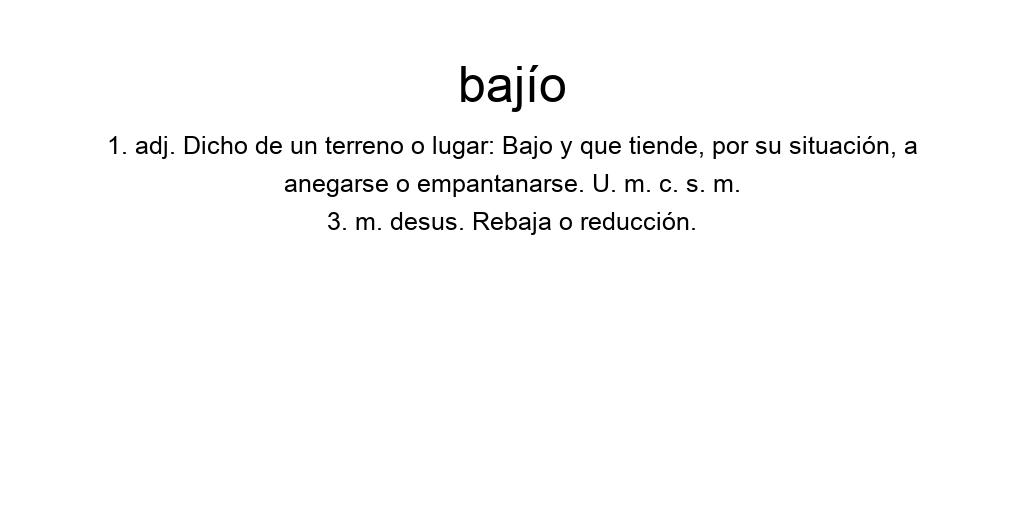 bajío
1. adj. Dicho de un terreno o lugar: Bajo y que tiende, por su situación, a
anegarse o empantanarse. U. m. c. s. m.
3. m. desus. Rebaja o reducción.